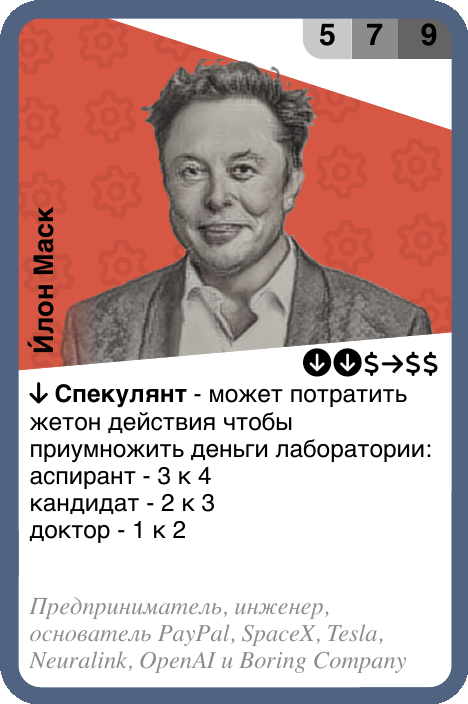 5 7 9
И́лон Маск
↓↓$→$$
↓ Спекулянт - может потратить
жетон действия чтобы
приумножить деньги лаборатории:
аспирант - 3 к 4
кандидат - 2 к 3
доктор - 1 к 2
Предприниматель, инженер,
основатель PayPal, SpaceX, Tesla,
Neuralink, OpenAI и Boring Company